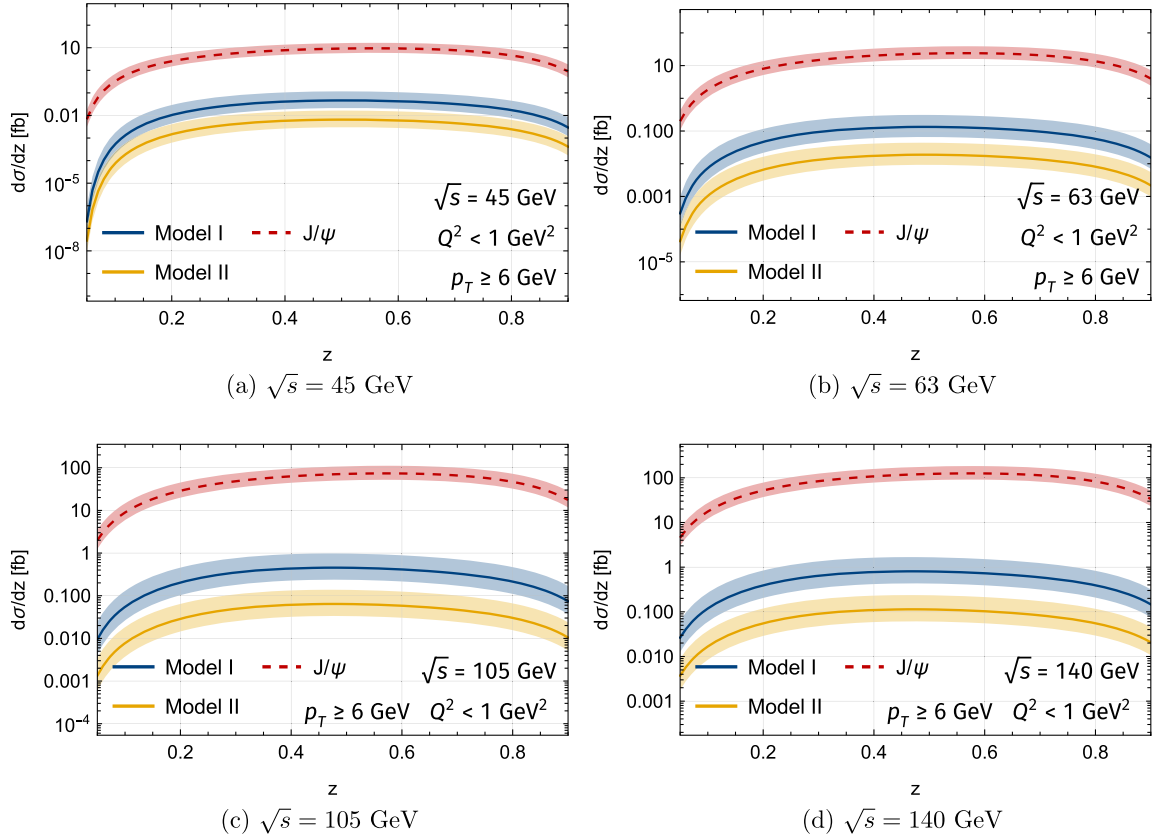 10
0.01
10⁻⁵
10⁻⁸
dσ/dz [fb]
√s = 45 GeV
Model I
J/ψ
Q² < 1 GeV²
Model II
p_T ≥ 6 GeV
0.2 0.4 0.6 0.8
z
(a) √s = 45 GeV
10
0.100
0.001
10⁻⁵
dσ/dz [fb]
√s = 63 GeV
Model I
J/ψ
Q² < 1 GeV²
Model II
p_T ≥ 6 GeV
0.2 0.4 0.6 0.8
z
(b) √s = 63 GeV
100
10
1
0.100
0.010
0.001
10⁻⁴
dσ/dz [fb]
Model I
J/ψ
√s = 105 GeV
Model II
p_T ≥ 6 GeV Q² < 1 GeV²
0.2 0.4 0.6 0.8
z
(c) √s = 105 GeV
100
10
1
0.100
0.010
0.001
dσ/dz [fb]
Model I
J/ψ
√s = 140 GeV
Model II
p_T ≥ 6 GeV Q² < 1 GeV²
0.2 0.4 0.6 0.8
z
(d) √s = 140 GeV